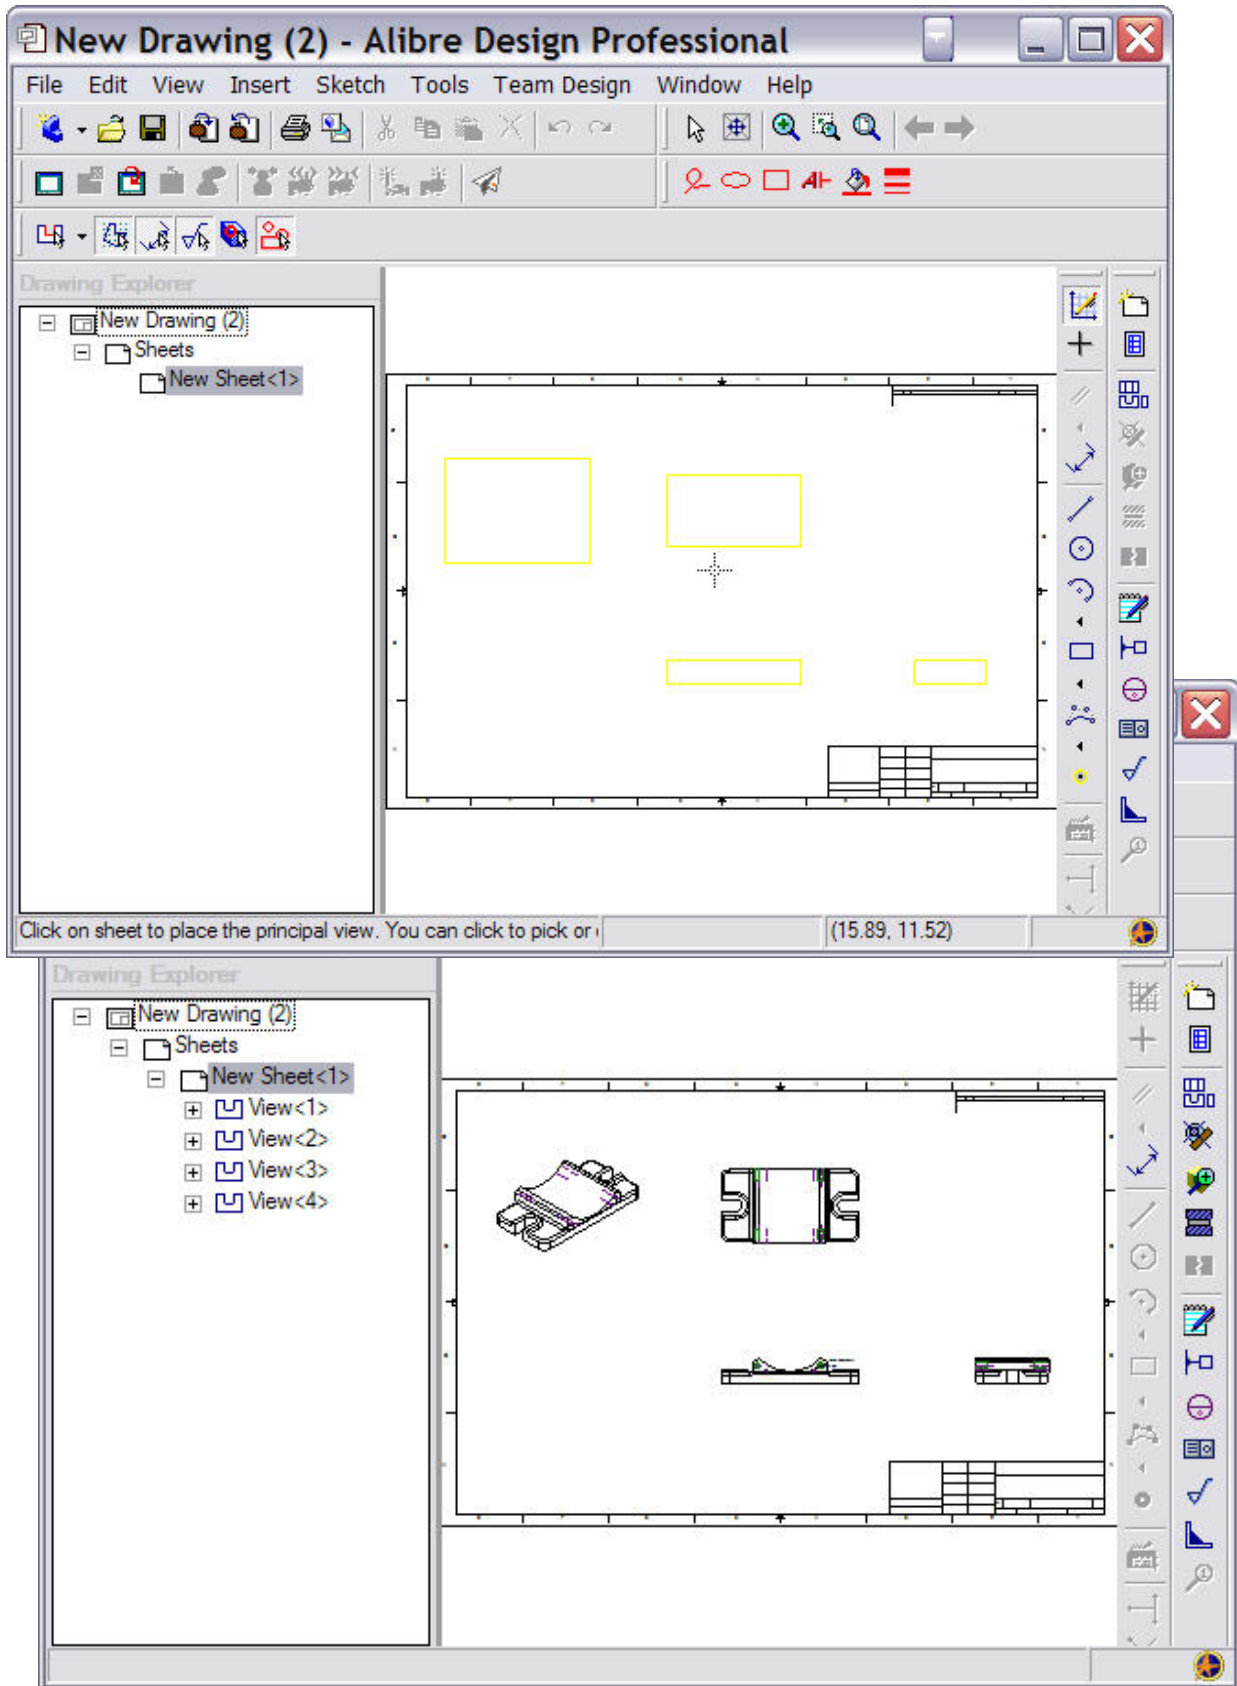 New Drawing (2) - Alibre Design Professional
File Edit View Insert Sketch Tools Team Design Window Help
Drawing Explorer
New Drawing (2)
Sheets
New Sheet<1>
Click on sheet to place the principal view. You can click to pick or
(15.89, 11.52)
Drawing Explorer
New Drawing (2)
Sheets
New Sheet<1>
View<1>
View<2>
View<3>
View<4>